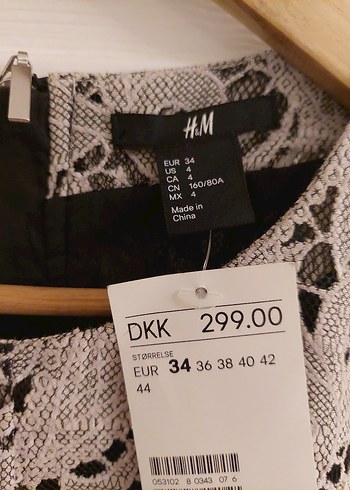 H&M
EUR 34
US 4
CA 4
CN 160/80A
MX 4
Made in
China
DKK 299.00
STØRRELSE
EUR 34 36 38 40 42
44
053102 8 0343 07 6